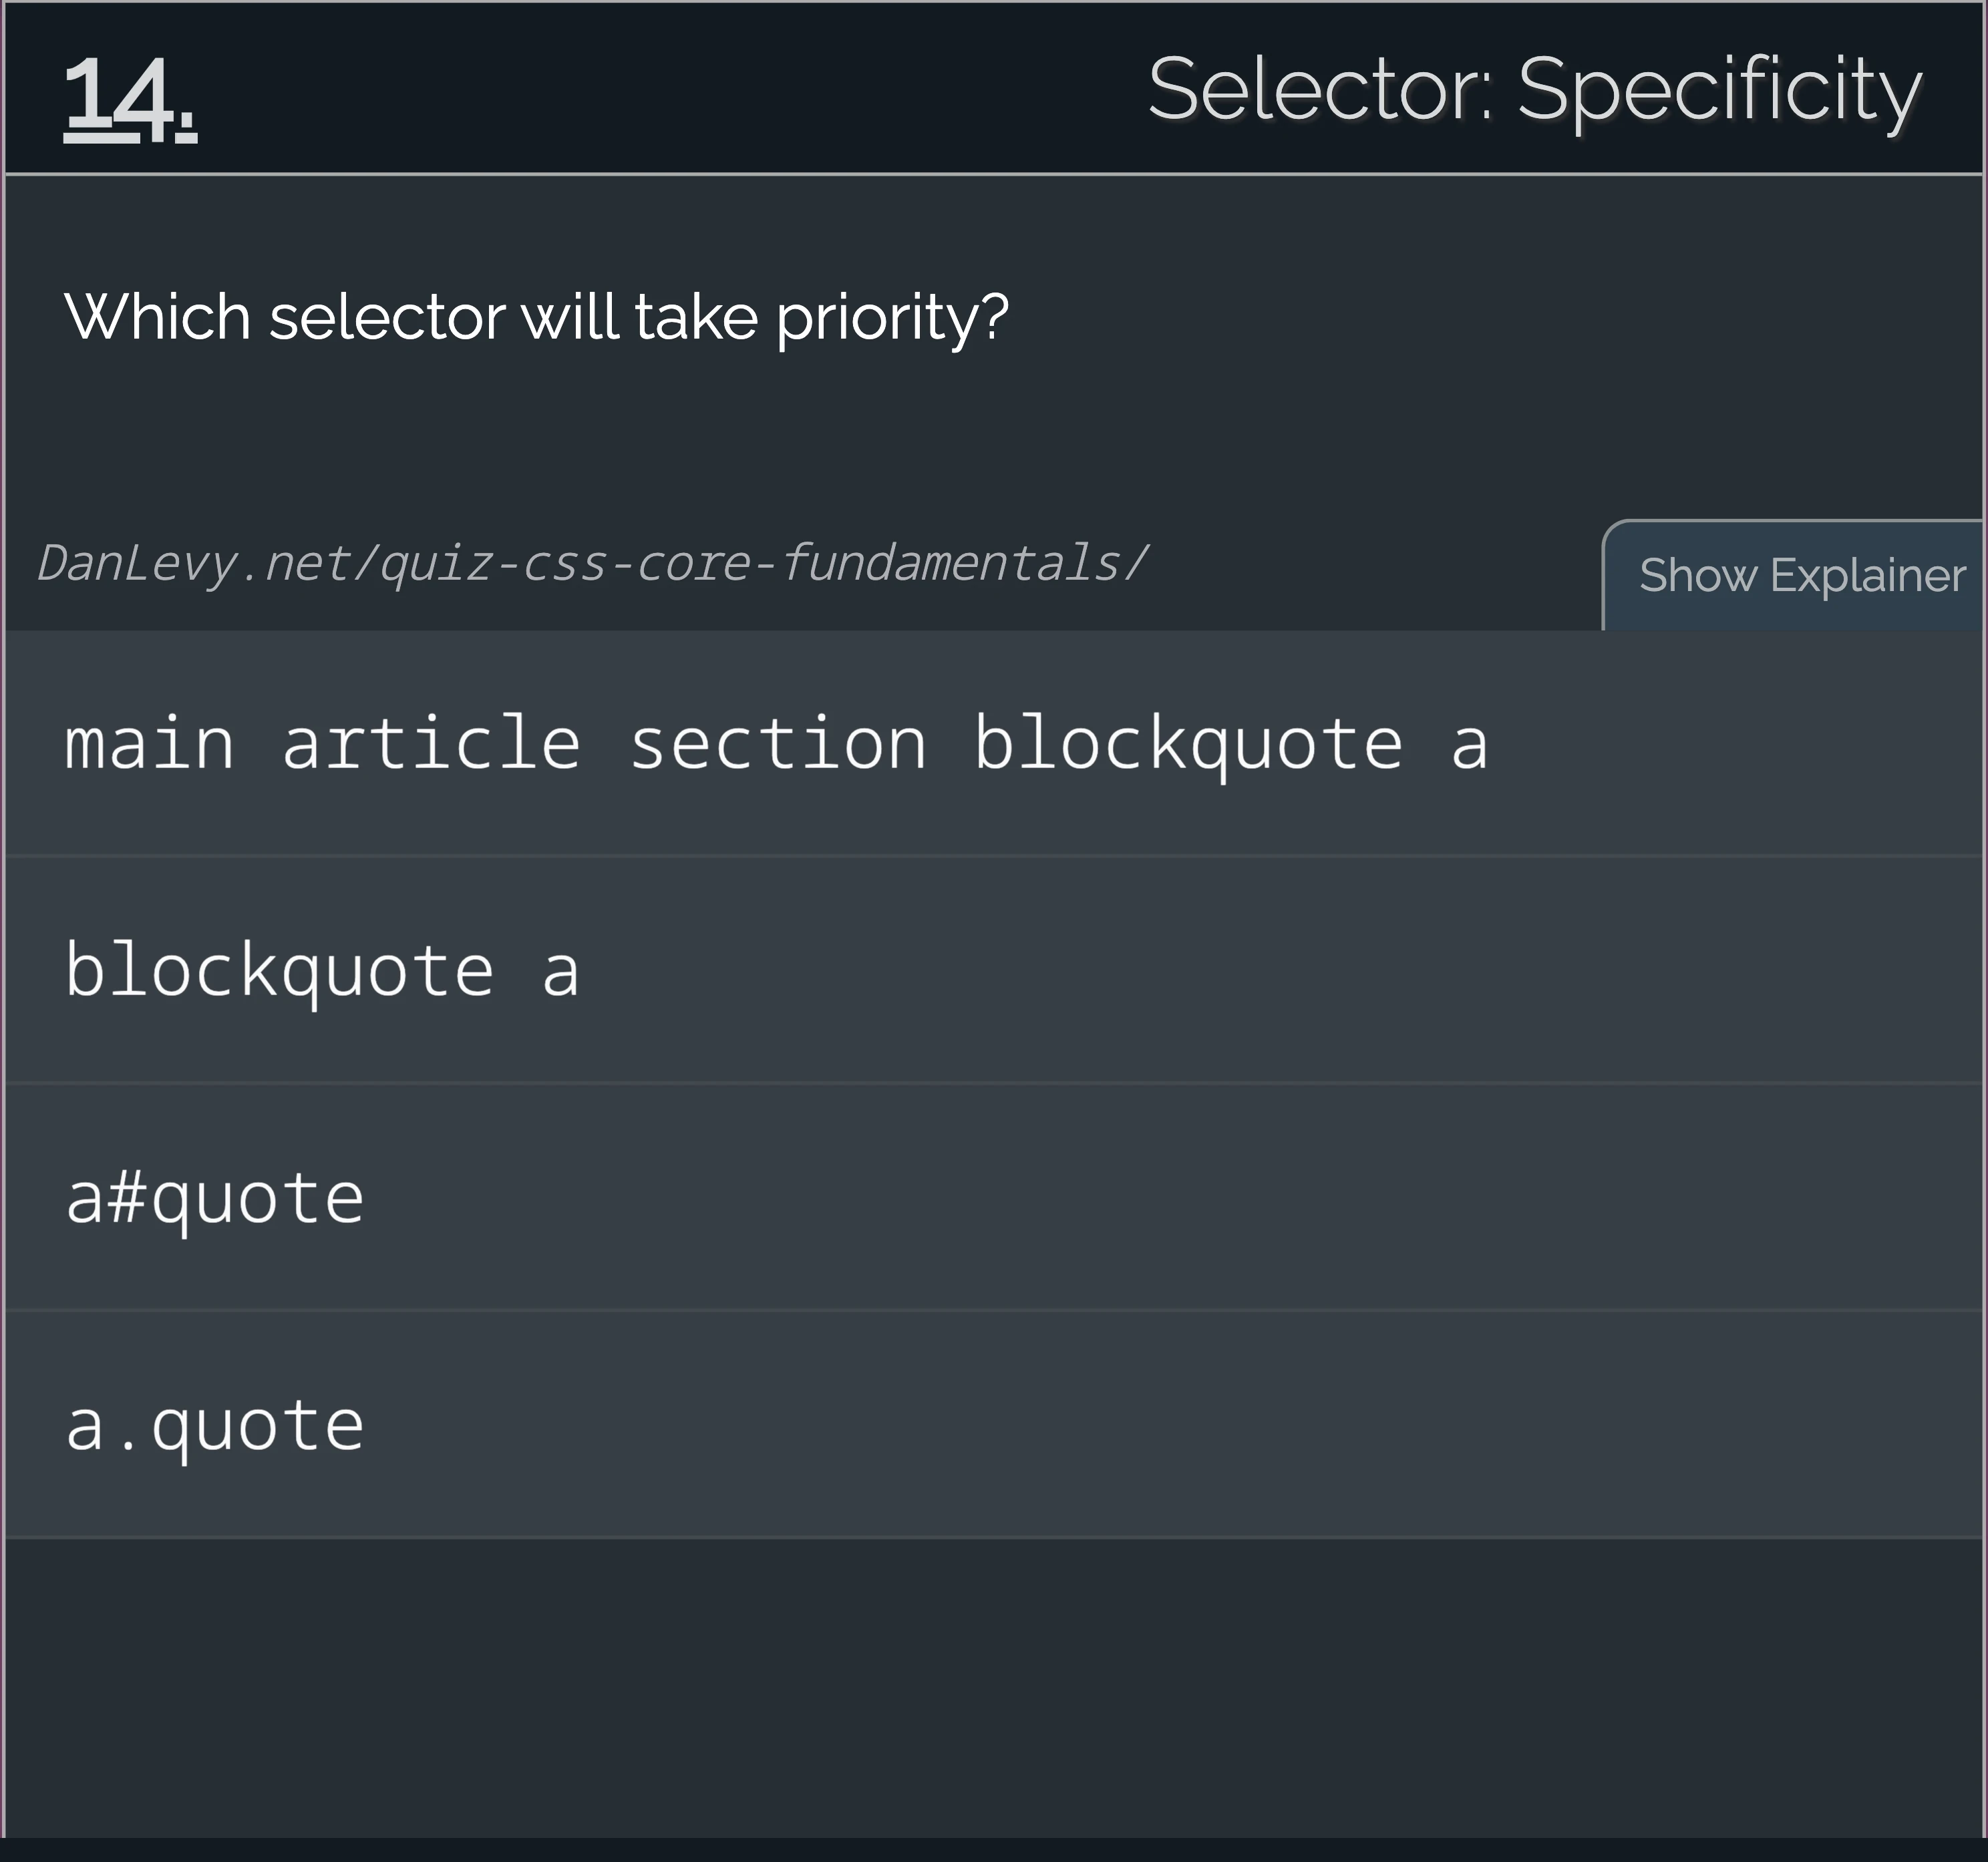 14.
Selector: Specificity
Which selector will take priority?
DanLevy.net/quiz-css-core-fundamentals/
Show Explainer
main article section blockquote a
blockquote a
a#quote
a.quote